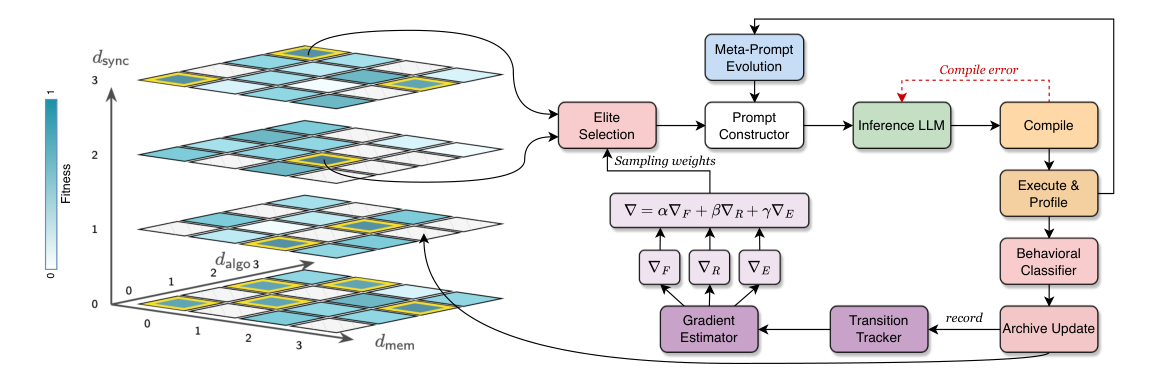 d_sync
3
2
1
0
1
Fitness
0
d_algo
0
1
2
3
0
1
2
3
d_mem
Elite
Selection
Sampling weights
Meta-Prompt
Evolution
Prompt
Constructor
Inference LLM
Compile error
Compile
Execute &
Profile
Behavioral
Classifier
Archive Update
record
Transition
Tracker
Gradient
Estimator
∇_F
∇_R
∇_E
∇ = α∇_F + β∇_R + γ∇_E